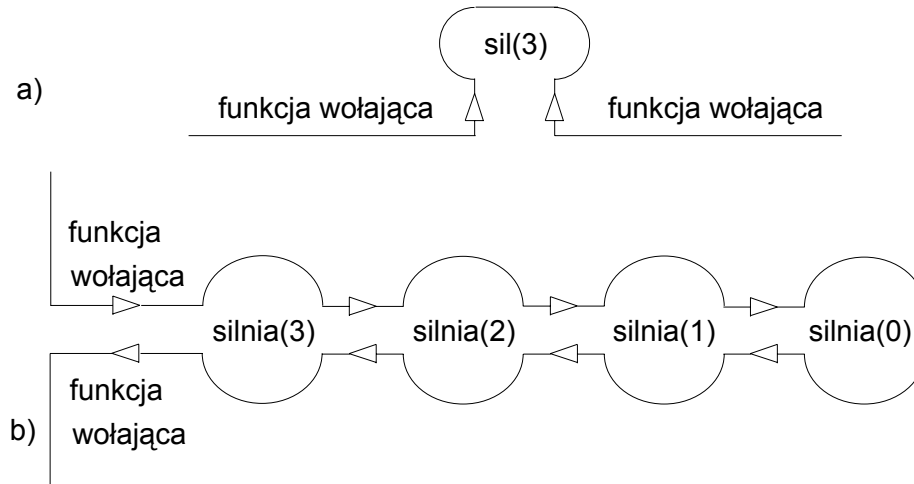 sil(3)
a)
funkcja wołająca
funkcja wołająca
funkcja
wołająca
silnia(3)
silnia(2)
silnia(1)
silnia(0)
funkcja
wołająca
b)